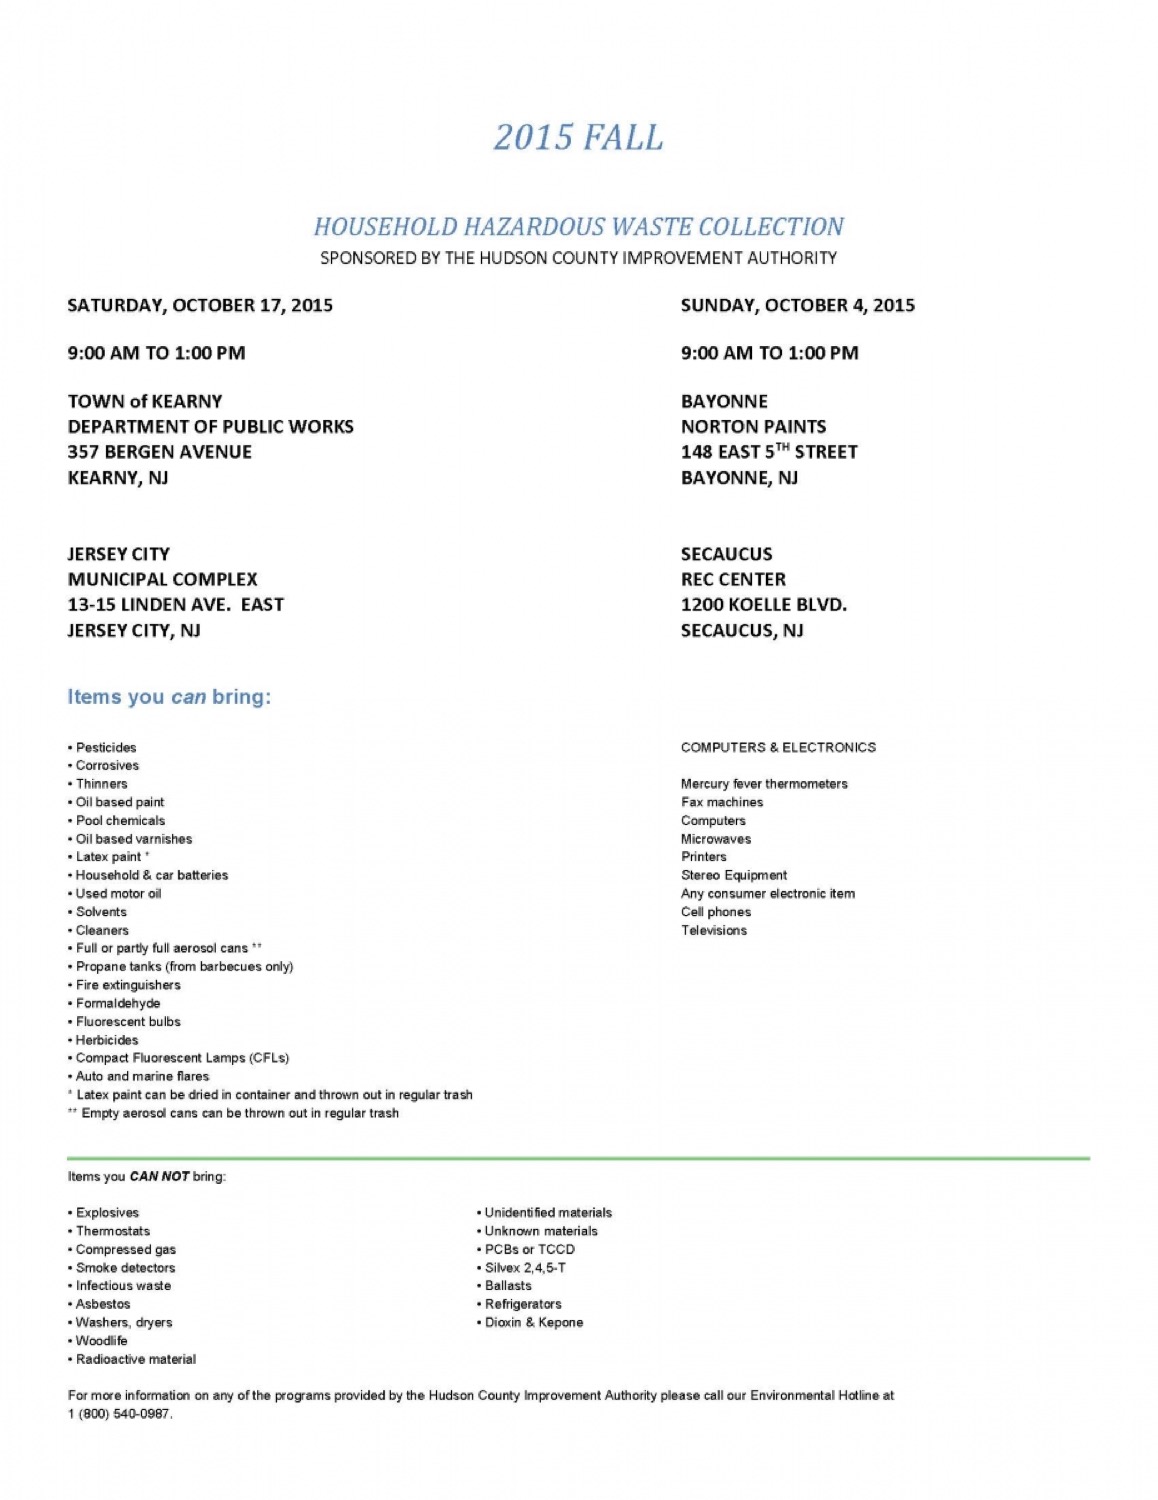 2015 FALL
HOUSEHOLD HAZARDOUS WASTE COLLECTION
SPONSORED BY THE HUDSON COUNTY IMPROVEMENT AUTHORITY
SATURDAY, OCTOBER 17, 2015
9:00 AM TO 1:00 PM
TOWN of KEARNY
DEPARTMENT OF PUBLIC WORKS
357 BERGEN AVENUE
KEARNY, NJ
JERSEY CITY
MUNICIPAL COMPLEX
13-15 LINDEN AVE. EAST
JERSEY CITY, NJ
SUNDAY, OCTOBER 4, 2015
9:00 AM TO 1:00 PM
BAYONNE
NORTON PAINTS
148 EAST 5TH STREET
BAYONNE, NJ
SECAUCUS
REC CENTER
1200 KOELLE BLVD.
SECAUCUS, NJ
Items you can bring:
• Pesticides
• Corrosives
• Thinners
• Oil based paint
• Pool chemicals
• Oil based varnishes
• Latex paint *
• Household & car batteries
• Used motor oil
• Solvents
• Cleaners
• Full or partly full aerosol cans **
• Propane tanks (from barbecues only)
• Fire extinguishers
• Formaldehyde
• Fluorescent bulbs
• Herbicides
• Compact Fluorescent Lamps (CFLs)
• Auto and marine flares
* Latex paint can be dried in container and thrown out in regular trash
** Empty aerosol cans can be thrown out in regular trash
COMPUTERS & ELECTRONICS
Mercury fever thermometers
Fax machines
Computers
Microwaves
Printers
Stereo Equipment
Any consumer electronic item
Cell phones
Televisions
Items you CAN NOT bring:
• Explosives
• Thermostats
• Compressed gas
• Smoke detectors
• Infectious waste
• Asbestos
• Washers, dryers
• Woodlife
• Radioactive material
• Unidentified materials
• Unknown materials
• PCBs or TCCD
• Silvex 2,4,5-T
• Ballasts
• Refrigerators
• Dioxin & Kepone
For more information on any of the programs provided by the Hudson County Improvement Authority please call our Environmental Hotline at
1 (800) 540-0987.